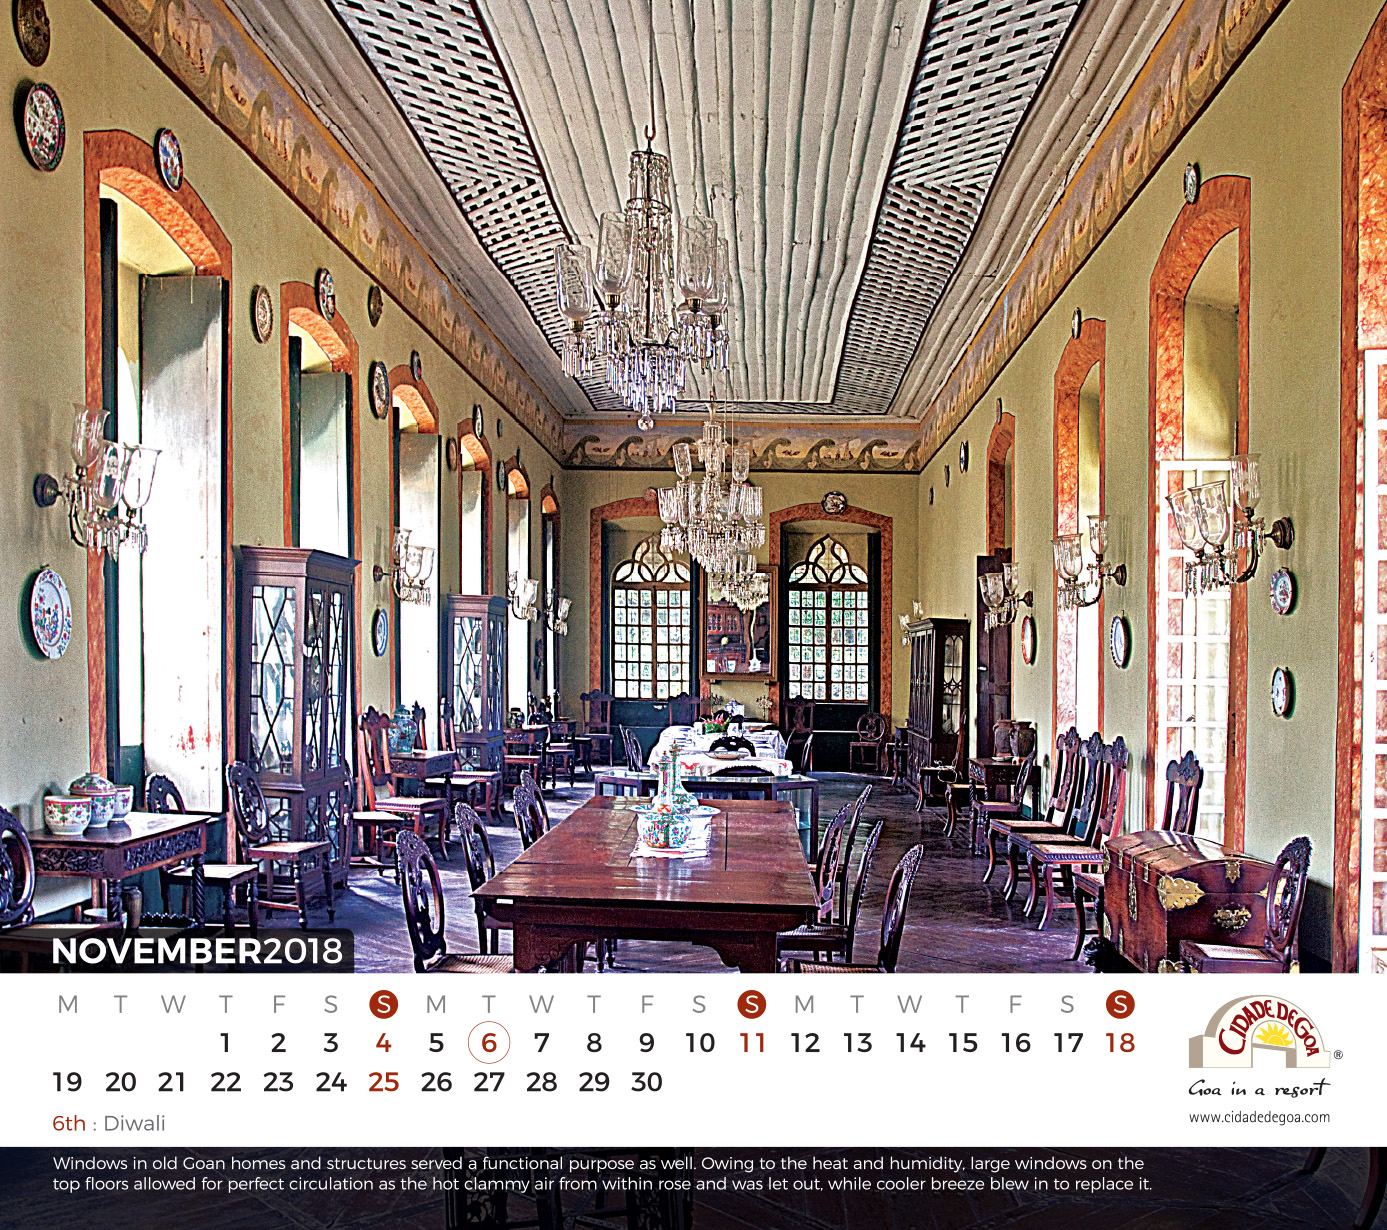 NOVEMBER2018
M T W T F S S M T W T F S S M T W T F S S
1 2 3 4 5 6 7 8 9 10 11 12 13 14 15 16 17 18
19 20 21 22 23 24 25 26 27 28 29 30
6th : Diwali
CIDADE DE GOA
®
Goa in a resort
www.cidadedegoa.com
Windows in old Goan homes and structures served a functional purpose as well. Owing to the heat and humidity, large windows on the
top floors allowed for perfect circulation as the hot clammy air from within rose and was let out, while cooler breeze blew in to replace it.